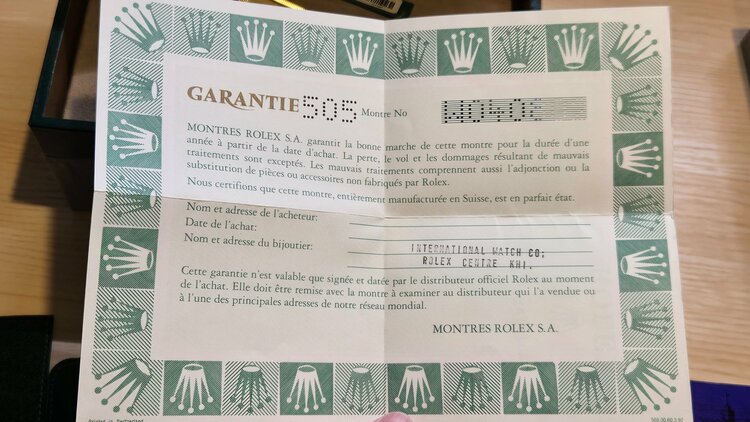 GARANTIE 505 Montre No
MONTRES ROLEX S.A. garantit la bonne marche de cette montre pour la durée d'une
année à partir de la date d'achat. La perte, le vol et les dommages résultant de mauvais
traitements sont exceptés. Les mauvais traitements comprennent aussi l'adjonction ou la
substitution de pièces ou accessoires non fabriqués par Rolex.
Nous certifions que cette montre, entièrement manufacturée en Suisse, est en parfait état.
Nom et adresse de l'acheteur:
Date de l'achat:
Nom et adresse du bijoutier: INTERNATIONAL WATCH CO;
ROLEX CENTRE KHI.
Cette garantie n'est valable que signée et datée par le distributeur officiel Rolex au moment
de l'achat. Elle doit être remise avec la montre à examiner au distributeur qui l'a vendue ou
à l'une des principales adresses de notre réseau mondial.
MONTRES ROLEX S.A.
Printed in Switzerland